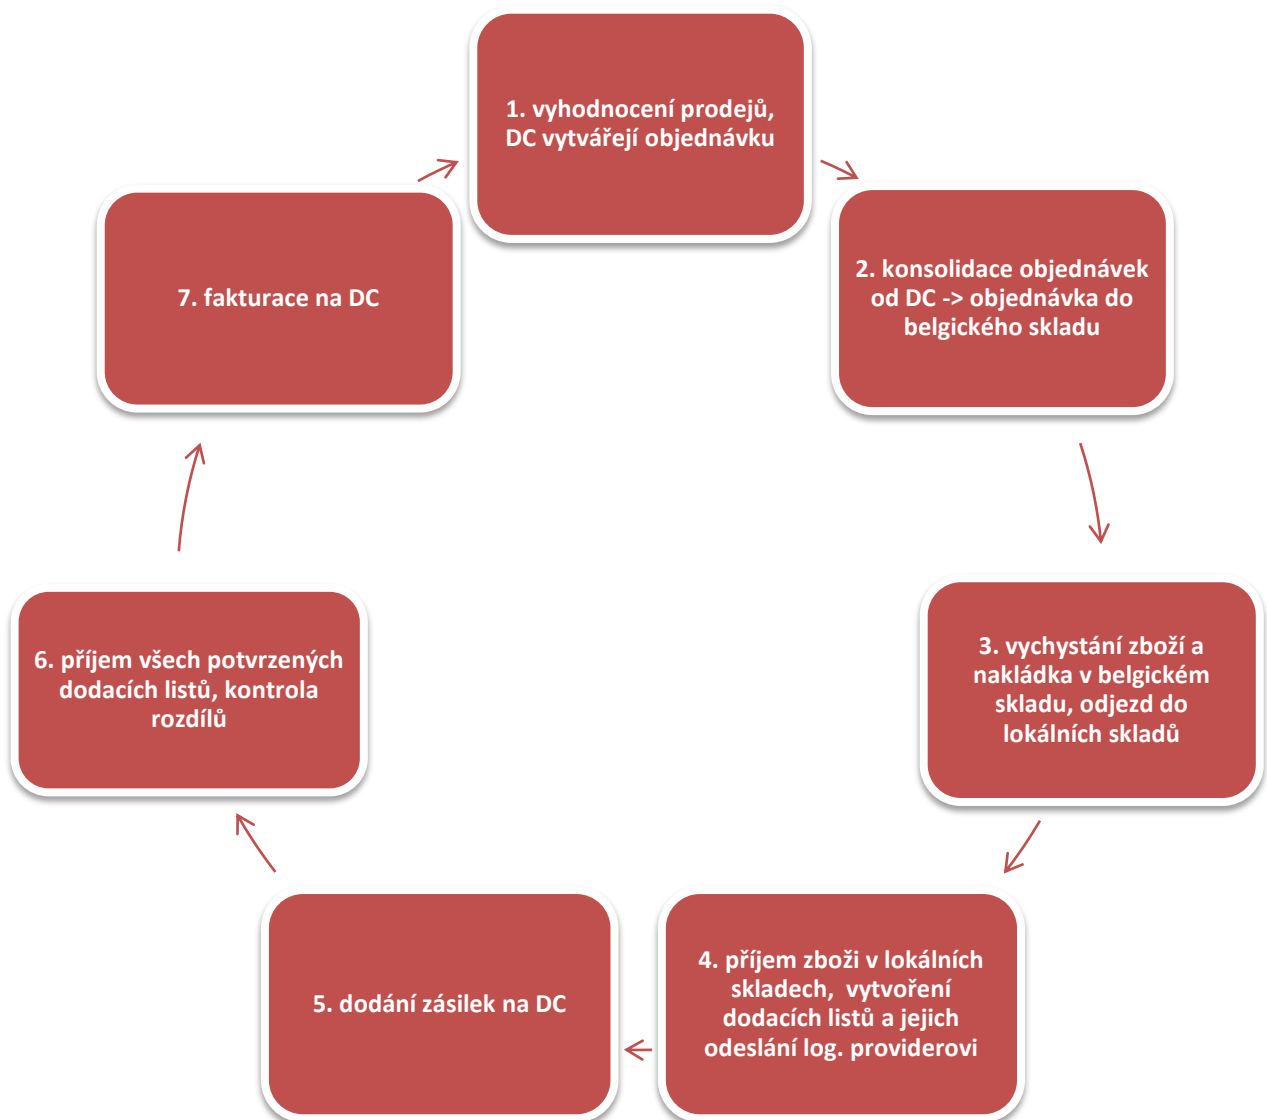 1. vyhodnocení prodejů,
DC vytvářejí objednávku
2. konsolidace objednávek
od DC -> objednávka do
belgického skladu
3. vychystání zboží a
nakládka v belgickém
skladu, odjezd do
lokálních skladů
4. příjem zboži v lokálních
skladech, vytvoření
dodacích listů a jejich
odeslání log. providerovi
5. dodání zásilek na DC
6. příjem všech potvrzených
dodacích listů, kontrola
rozdílů
7. fakturace na DC